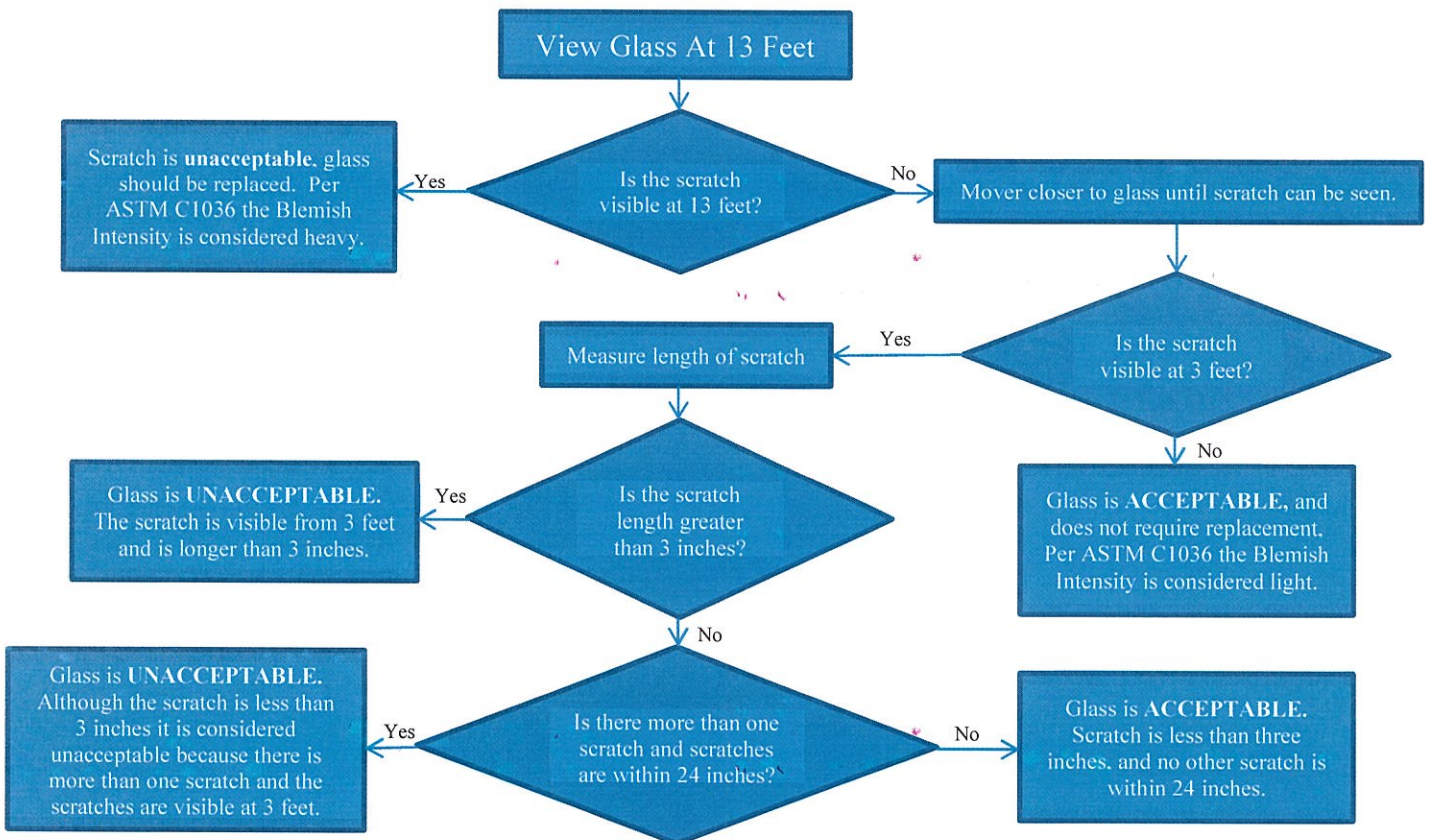 View Glass At 13 Feet
Scratch is unacceptable, glass
should be replaced. Per
ASTM C1036 the Blemish
Intensity is considered heavy.
Yes
Is the scratch
visible at 13 feet?
No
Mover closer to glass until scratch can be seen.
Measure length of scratch
Yes
Is the scratch
visible at 3 feet?
No
Glass is UNACCEPTABLE.
The scratch is visible from 3 feet
and is longer than 3 inches.
Yes
Is the scratch
length greater
than 3 inches?
Glass is ACCEPTABLE, and
does not require replacement.
Per ASTM C1036 the Blemish
Intensity is considered light.
No
Glass is UNACCEPTABLE.
Although the scratch is less than
3 inches it is considered
unacceptable because there is
more than one scratch and the
scratches are visible at 3 feet.
Yes
Is there more than one
scratch and scratches
are within 24 inches?
No
Glass is ACCEPTABLE.
Scratch is less than three
inches, and no other scratch is
within 24 inches.